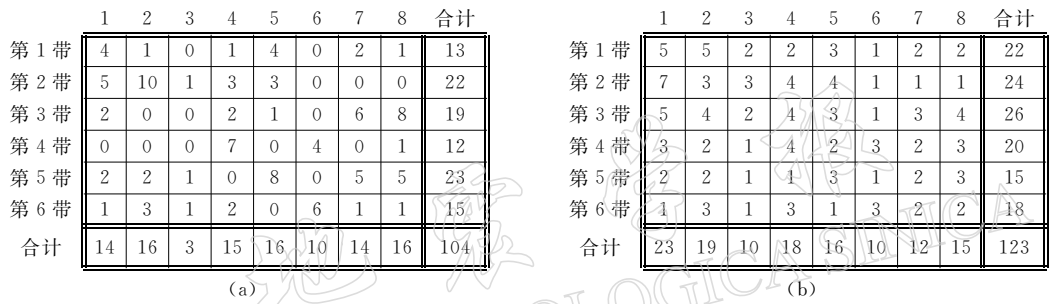 1 2 3 4 5 6 7 8 合计 1 2 3 4 5 6 7 8 合计
第1带 4 1 0 1 4 0 2 1 13 第1带 5 5 2 2 3 1 2 2 22
第2带 5 10 1 3 3 0 0 0 22 第2带 7 3 3 4 4 1 1 1 24
第3带 2 0 0 2 1 0 6 8 19 第3带 5 4 2 4 3 1 3 4 26
第4带 0 0 0 7 0 4 0 1 12 第4带 3 2 1 4 2 3 2 3 20
第5带 2 2 1 0 8 0 5 5 23 第5带 2 2 1 1 3 1 2 3 15
第6带 1 3 1 2 0 6 1 1 15 第6带 1 3 1 3 1 3 2 2 18
合计 14 16 3 15 16 10 14 16 104 合计 23 19 10 18 16 10 12 15 123
(a) (b)
地震学报
OLOGICA SINICA